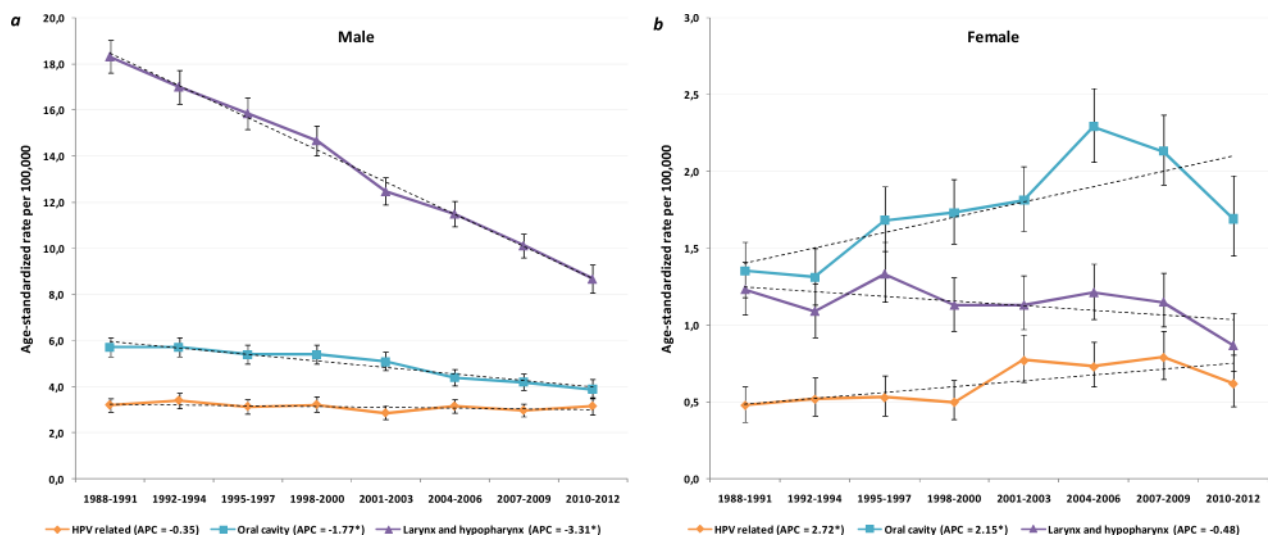 a
Male
Age-standardized rate per 100,000
20,0
18,0
16,0
14,0
12,0
10,0
8,0
6,0
4,0
2,0
0,0
1988-1991 1992-1994 1995-1997 1998-2000 2001-2003 2004-2006 2007-2009 2010-2012
HPV related (APC = -0.35) Oral cavity (APC = -1.77*) Larynx and hypopharynx (APC = -3.31*)
b
Female
Age-standardized rate per 100,000
3,0
2,5
2,0
1,5
1,0
0,5
0,0
1988-1991 1992-1994 1995-1997 1998-2000 2001-2003 2004-2006 2007-2009 2010-2012
HPV related (APC = 2.72*) Oral cavity (APC = 2.15*) Larynx and hypopharynx (APC = -0.48)